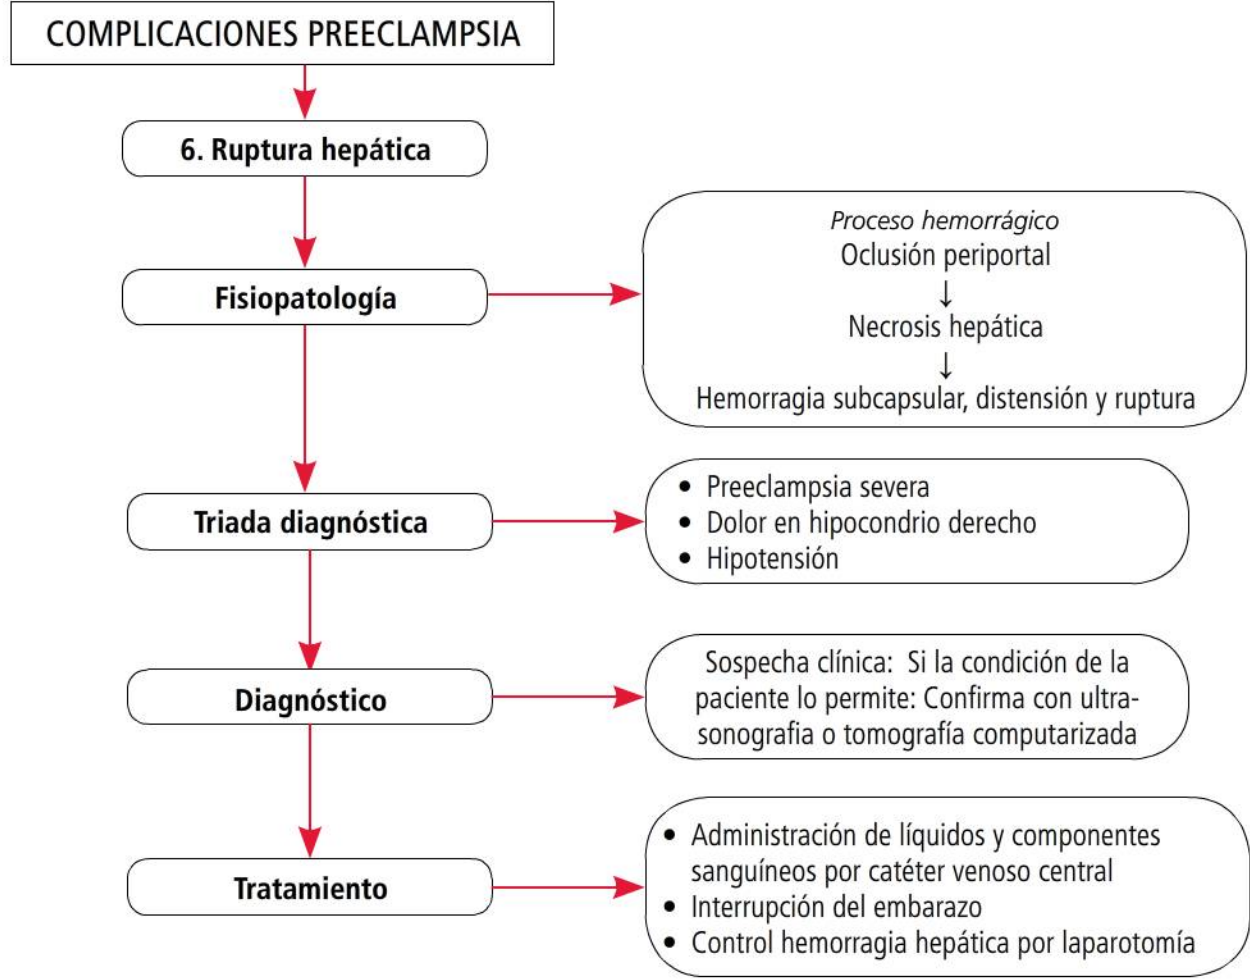 COMPLICACIONES PREECLAMPSIA
6. Ruptura hepática
Fisiopatología
Proceso hemorrágico
Oclusión periportal
↓
Necrosis hepática
↓
Hemorragia subcapsular, distensión y ruptura
Triada diagnóstica
• Preeclampsia severa
• Dolor en hipocondrio derecho
• Hipotensión
Diagnóstico
Sospecha clínica: Si la condición de la
paciente lo permite: Confirma con ultra-
sonografia o tomografía computarizada
Tratamiento
• Administración de líquidos y componentes
sanguíneos por catéter venoso central
• Interrupción del embarazo
• Control hemorragia hepática por laparotomía